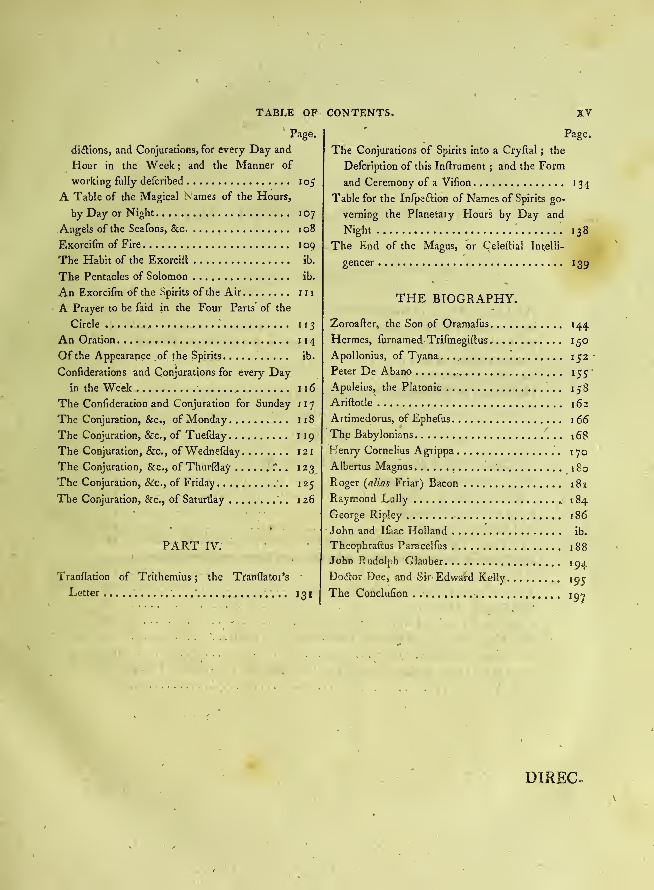 TABLE OF CONTENTS. XV
Page.
dictions, and Conjurations, for every Day and
Hour in the Week; and the Manner of
working fully deſcribed ................ 105
A Table of the Magical Names of the Hours,
by Day or Night..................... 107
Angels of the Seaſons, &c. ................ 108
Exorciſm of Fire........................ 109
The Habit of the Exorciſt ................ ib.
The Pentacles of Solomon ................ ib.
An Exorciſm of the Spirits of the Air........ 111
A Prayer to be ſaid in the Four Parts of the
Circle ............................ 113
An Oration............................ 114
Of the Appearance of the Spirits........... ib.
Conſiderations and Conjurations for every Day
in the Week ........................ 116
The Conſideration and Conjuration for Sunday 117
The Conjuration, &c., of Monday.......... 118
The Conjuration, &c., of Tueſday.......... 119
The Conjuration, &c., of Wedneſday........ 121
The Conjuration, &c., of Thurſday ........ 123
The Conjuration, &c., of Friday........... 125
The Conjuration, &c., of Saturday ......... 126
PART IV.
Tranſlation of Trithemius; the Tranſlator's
Letter ............................ 131
Page.
The Conjurations of Spirits into a Cryſtal; the
Deſcription of this Inſtrument; and the Form
and Ceremony of a Viſion............... 134
Table for the Inſpection of Names of Spirits go-
verning the Planetary Hours by Day and
Night ............................ 138
The End of the Magus, or Celeſtial Intelli-
gencer ............................ 139
THE BIOGRAPHY.
Zoroaſter, the Son of Oramaſus............ 144
Hermes, ſurnamed Triſmegiſtus............ 150
Apollonius, of Tyana.................... 152
Peter De Abano ........................ 155
Apuleius, the Platonic .................. 158
Ariſtotle .............................. 162
Artimedorus, of Epheſus................. 166
The Babylonians........................ 168
Henry Cornelius Agrippa................ 170
Albertus Magnus........................ 180
Roger (alias Friar) Bacon ............... 181
Raymond Lully ........................ 184
George Ripley ......................... 186
John and Iſaac Holland ................. ib.
Theophraſtus Paracelſus ................. 188
John Rudolph Glauber................... 194
Doctor Dee, and Sir Edward Kelly......... 195
The Concluſion ........................ 197
DIREC-